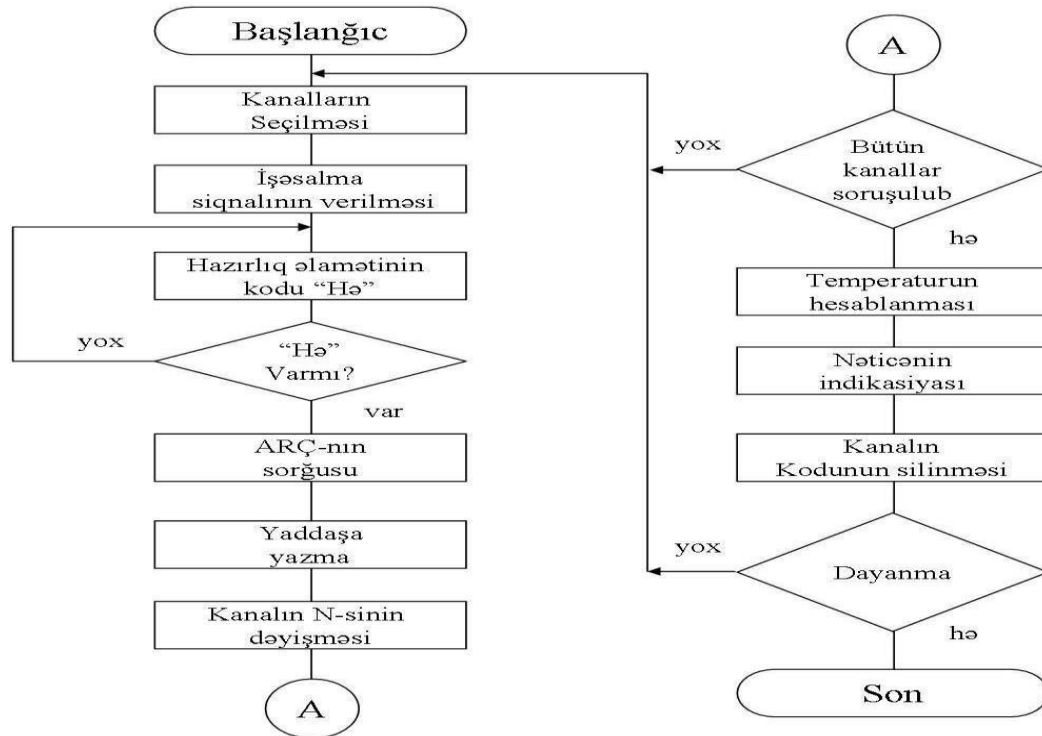 Başlanğıc
Kanalların
Seçilməsi
İşəsalma
siqnalının verilməsi
Hazırlıq əlamətinin
kodu “Hə”
yox
“Hə”
Varmı?
var
ARÇ-nın
sorğusu
Yaddaşa
yazma
Kanalın N-sinin
dəyişməsi
A
A
yox
Bütün
kanallar
soruşulub
hə
Temperaturun
hesablanması
Nəticənin
indikasiyası
Kanalın
Kodunun silinməsi
yox
Dayanma
hə
Son